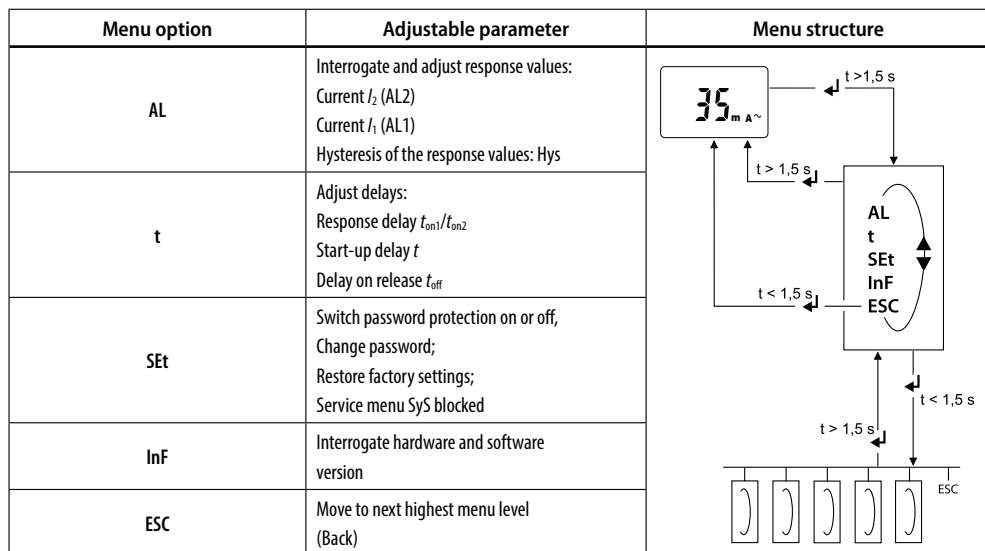 Menu option Adjustable parameter Menu structure
AL
Interrogate and adjust response values:
Current I₂ (AL2)
Current I₁ (AL1)
Hysteresis of the response values: Hys
t
Adjust delays:
Response delay tₒₙ₁/tₒₙ₂
Start-up delay t
Delay on release t_off
SEt
Switch password protection on or off,
Change password;
Restore factory settings;
Service menu SyS blocked
InF
Interrogate hardware and software
version
ESC
Move to next highest menu level
(Back)
t >1,5 s
35 m A~
t > 1,5 s
AL
t
SEt
InF
ESC
t < 1,5 s
t < 1,5 s
t > 1,5 s
ESC